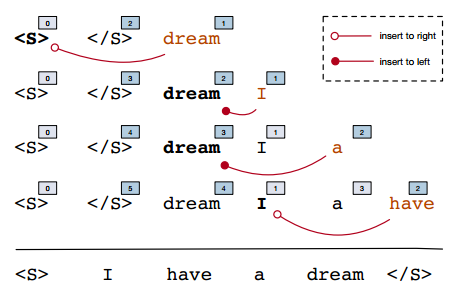 0 2 1
<S> </S> dream
insert to right
insert to left
0 3 2 1
<S> </S> dream I
0 4 3 1 2
<S> </S> dream I a
0 5 4 1 3 2
<S> </S> dream I a have
<S> I have a dream </S>